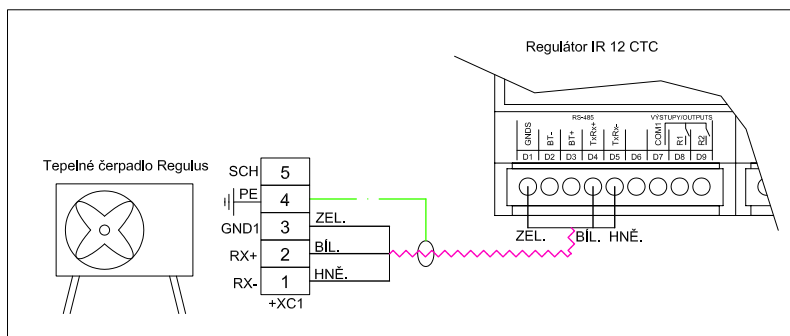 Regulátor IR 12 CTC
RS-485
VÝSTUPY/OUTPUTS
GNDS BT- BT+ TxRx+ TxRx- COM1 R1 R2
D1 D2 D3 D4 D5 D6 D7 D8 D9
Tepelné čerpadlo Regulus
SCH 5
PE 4
GND1 3 ZEL.
RX+ 2 BÍL.
RX- 1 HNĚ.
+XC1
ZEL. BÍL. HNĚ.